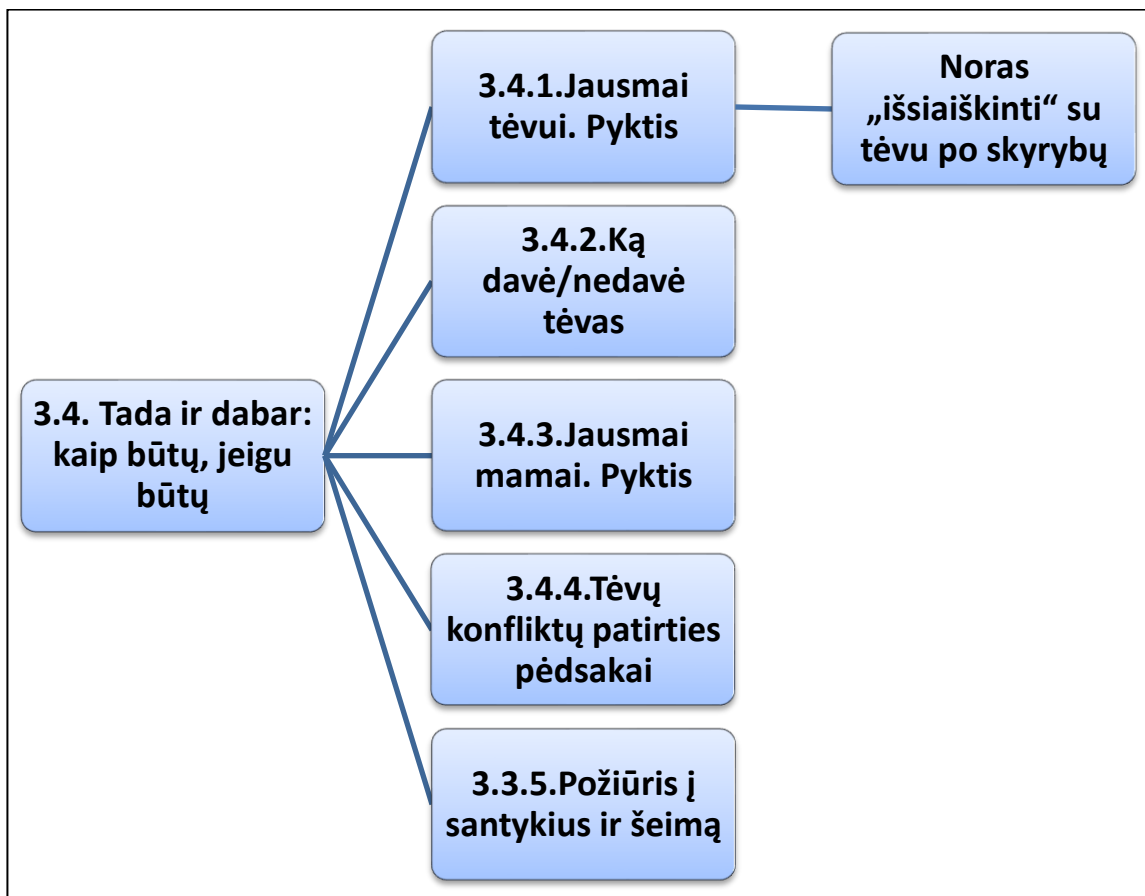 3.4. Tada ir dabar:
kaip būtų, jeigu
būtų
3.4.1.Jausmai
tėvui. Pyktis
Noras
„išsiaiškinti“ su
tėvu po skyrybų
3.4.2.Ką
davė/nedavė
tėvas
3.4.3.Jausmai
mamai. Pyktis
3.4.4.Tėvų
konfliktų patirties
pėdsakai
3.3.5.Požiūris į
santykius ir šeimą